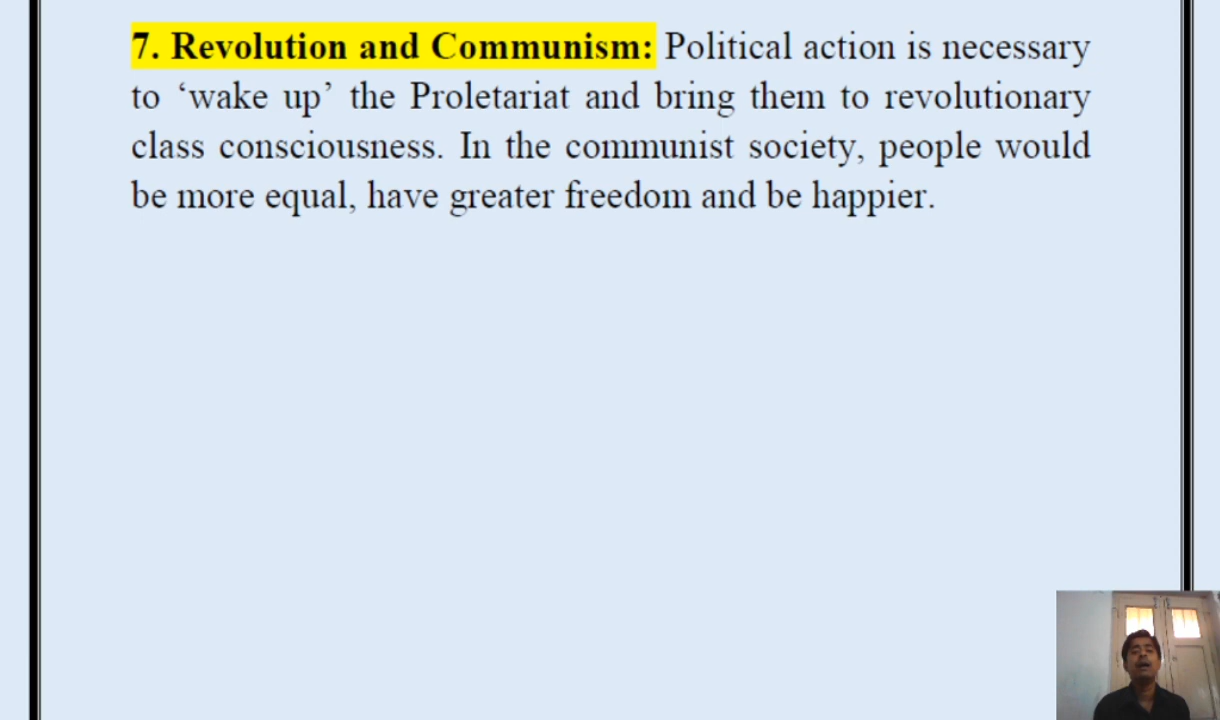 7. Revolution and Communism: Political action is necessary
to ‘wake up’ the Proletariat and bring them to revolutionary
class consciousness. In the communist society, people would
be more equal, have greater freedom and be happier.